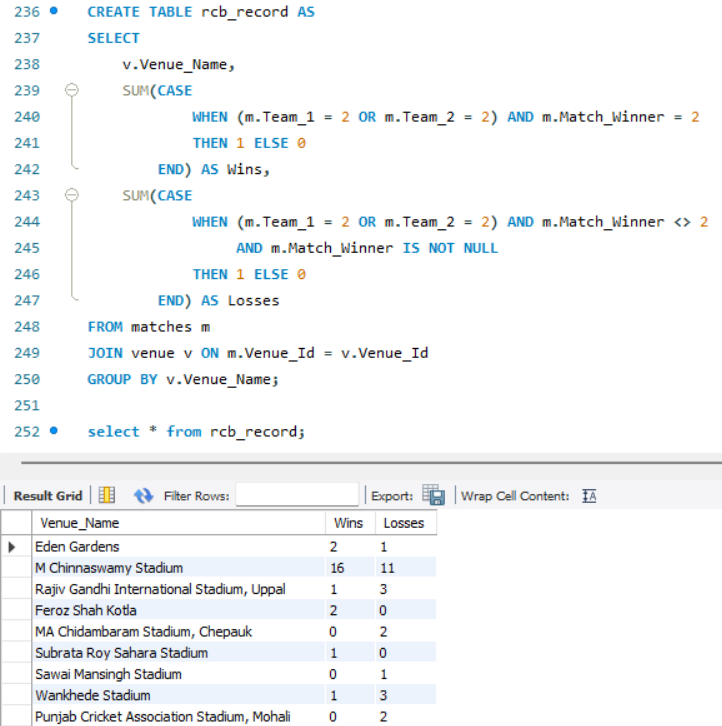 236 CREATE TABLE rcb_record AS
237 SELECT
238 v.Venue_Name,
239 SUM(CASE
240 WHEN (m.Team_1 = 2 OR m.Team_2 = 2) AND m.Match_Winner = 2
241 THEN 1 ELSE 0
242 END) AS Wins,
243 SUM(CASE
244 WHEN (m.Team_1 = 2 OR m.Team_2 = 2) AND m.Match_Winner <> 2
245 AND m.Match_Winner IS NOT NULL
246 THEN 1 ELSE 0
247 END) AS Losses
248 FROM matches m
249 JOIN venue v ON m.Venue_Id = v.Venue_Id
250 GROUP BY v.Venue_Name;
251
252 select * from rcb_record;
Result Grid Filter Rows: Export: Wrap Cell Content: IA
Venue_Name Wins Losses
Eden Gardens 2 1
M Chinnaswamy Stadium 16 11
Rajiv Gandhi International Stadium, Uppal 1 3
Feroz Shah Kotla 2 0
MA Chidambaram Stadium, Chepauk 0 2
Subrata Roy Sahara Stadium 1 0
Sawai Mansingh Stadium 0 1
Wankhede Stadium 1 3
Punjab Cricket Association Stadium, Mohali 0 2